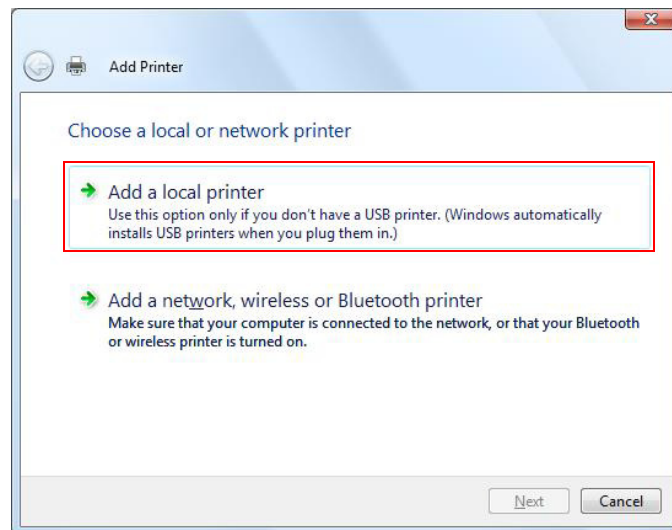 Add Printer
Choose a local or network printer
Add a local printer
Use this option only if you don't have a USB printer. (Windows automatically
installs USB printers when you plug them in.)
Add a network, wireless or Bluetooth printer
Make sure that your computer is connected to the network, or that your Bluetooth
or wireless printer is turned on.
Next Cancel